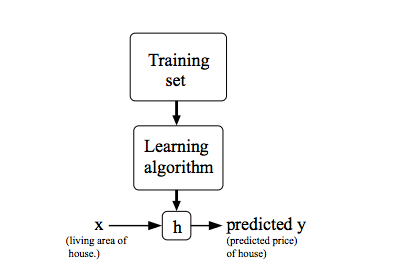 Training
set
Learning
algorithm
x
h
predicted y
(living area of
house.)
(predicted price)
of house)